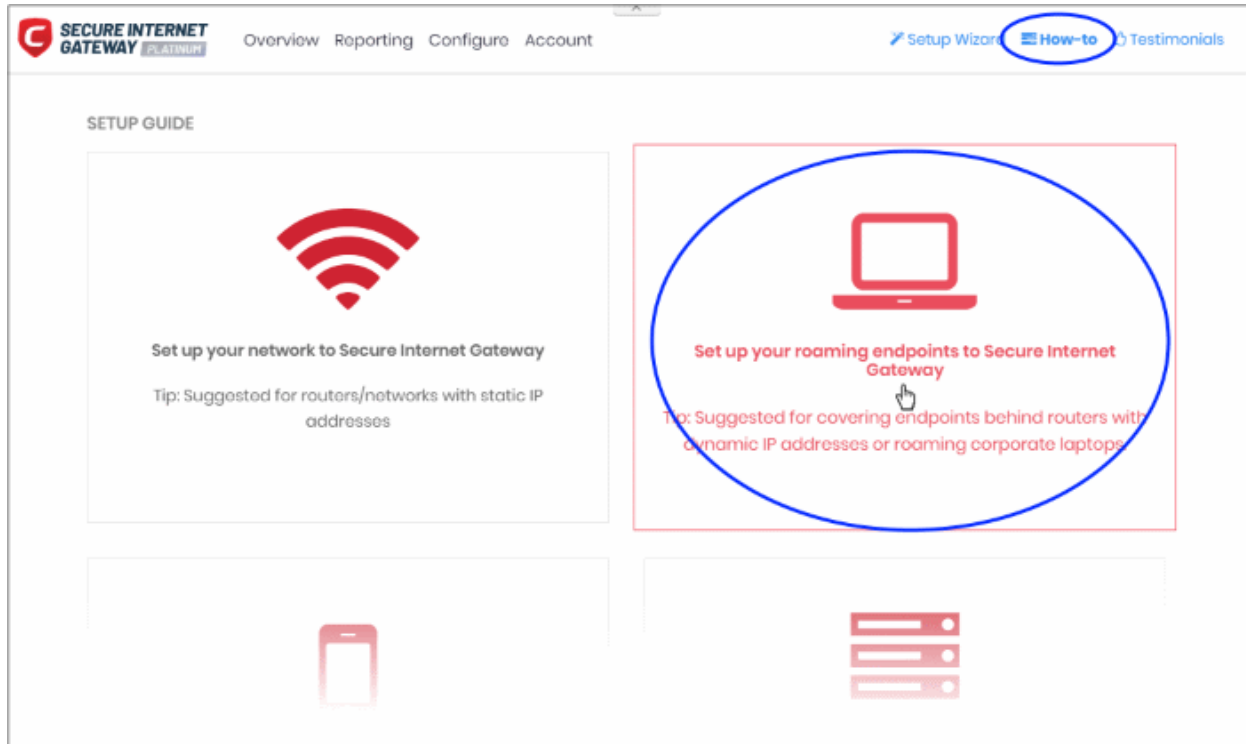 SECURE INTERNET
GATEWAY PLATINUM
Overview Reporting Configure Account
Setup Wizard How-to Testimonials
SETUP GUIDE
Set up your network to Secure Internet Gateway
Tip: Suggested for routers/networks with static IP
addresses
Set up your roaming endpoints to Secure Internet
Gateway
Tip: Suggested for covering endpoints behind routers with
dynamic IP addresses or roaming corporate laptops.